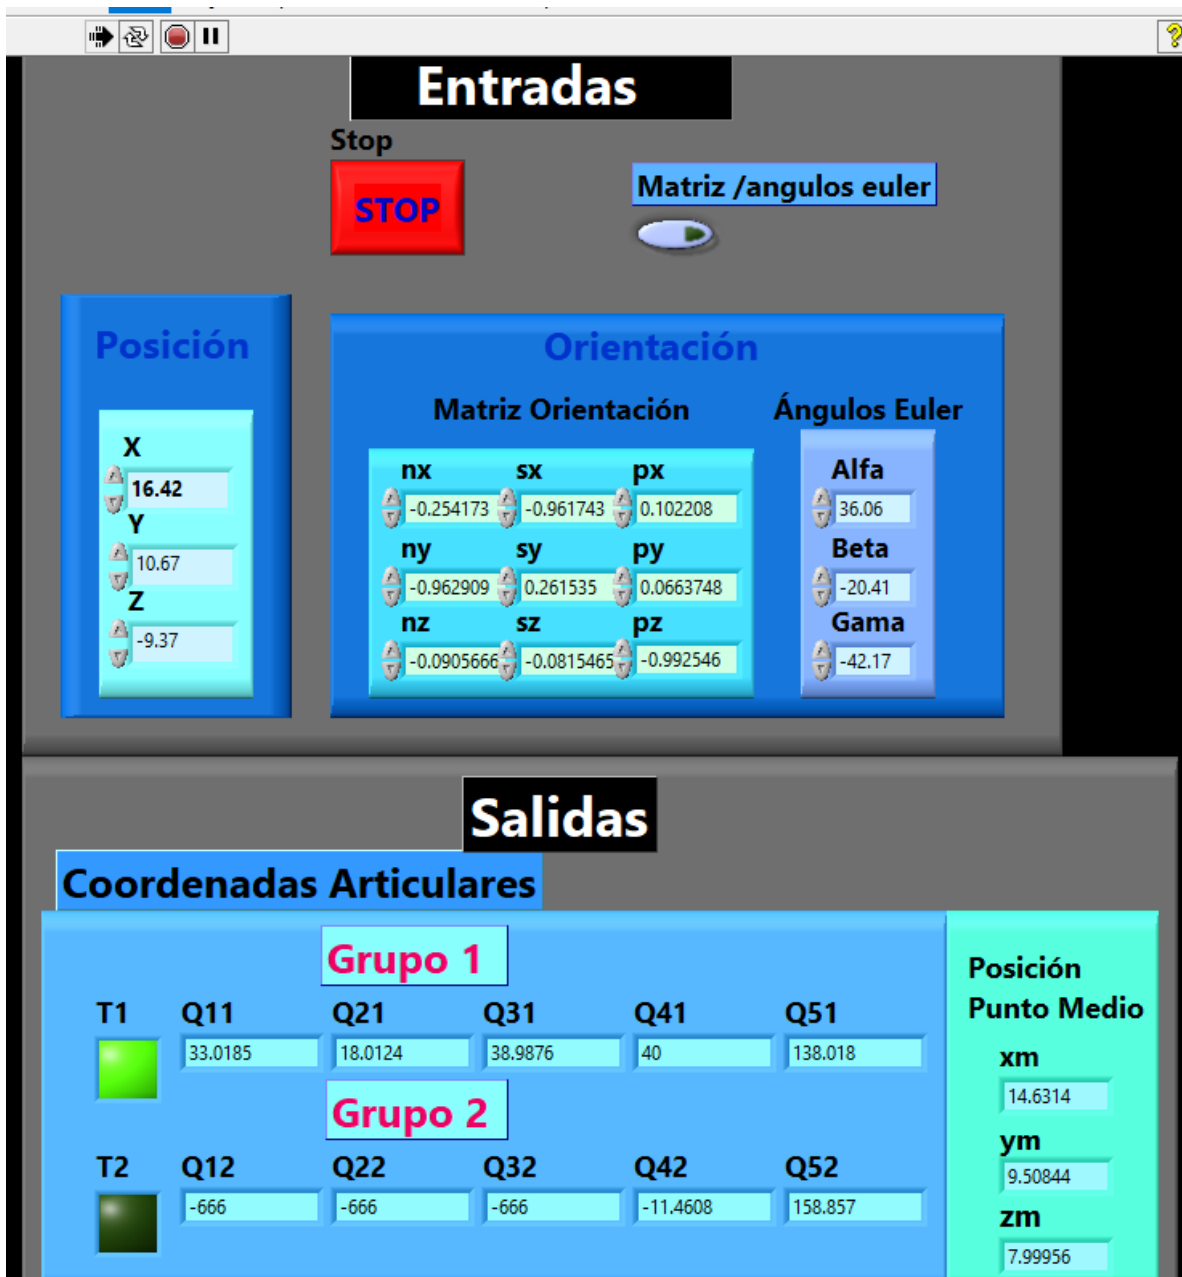 Entradas
Stop
STOP
Matriz /angulos euler
Posición
Orientación
Matriz Orientación
Ángulos Euler
X
16.42
Y
10.67
Z
-9.37
nx sx px
-0.254173 -0.961743 0.102208
ny sy py
-0.962909 0.261535 0.0663748
nz sz pz
-0.0905666 -0.0815465 -0.992546
Alfa
36.06
Beta
-20.41
Gama
-42.17
Salidas
Coordenadas Articulares
Grupo 1
T1 Q11 Q21 Q31 Q41 Q51
33.0185 18.0124 38.9876 40 138.018
Grupo 2
T2 Q12 Q22 Q32 Q42 Q52
-666 -666 -666 -11.4608 158.857
Posición
Punto Medio
xm
14.6314
ym
9.50844
zm
7.99956